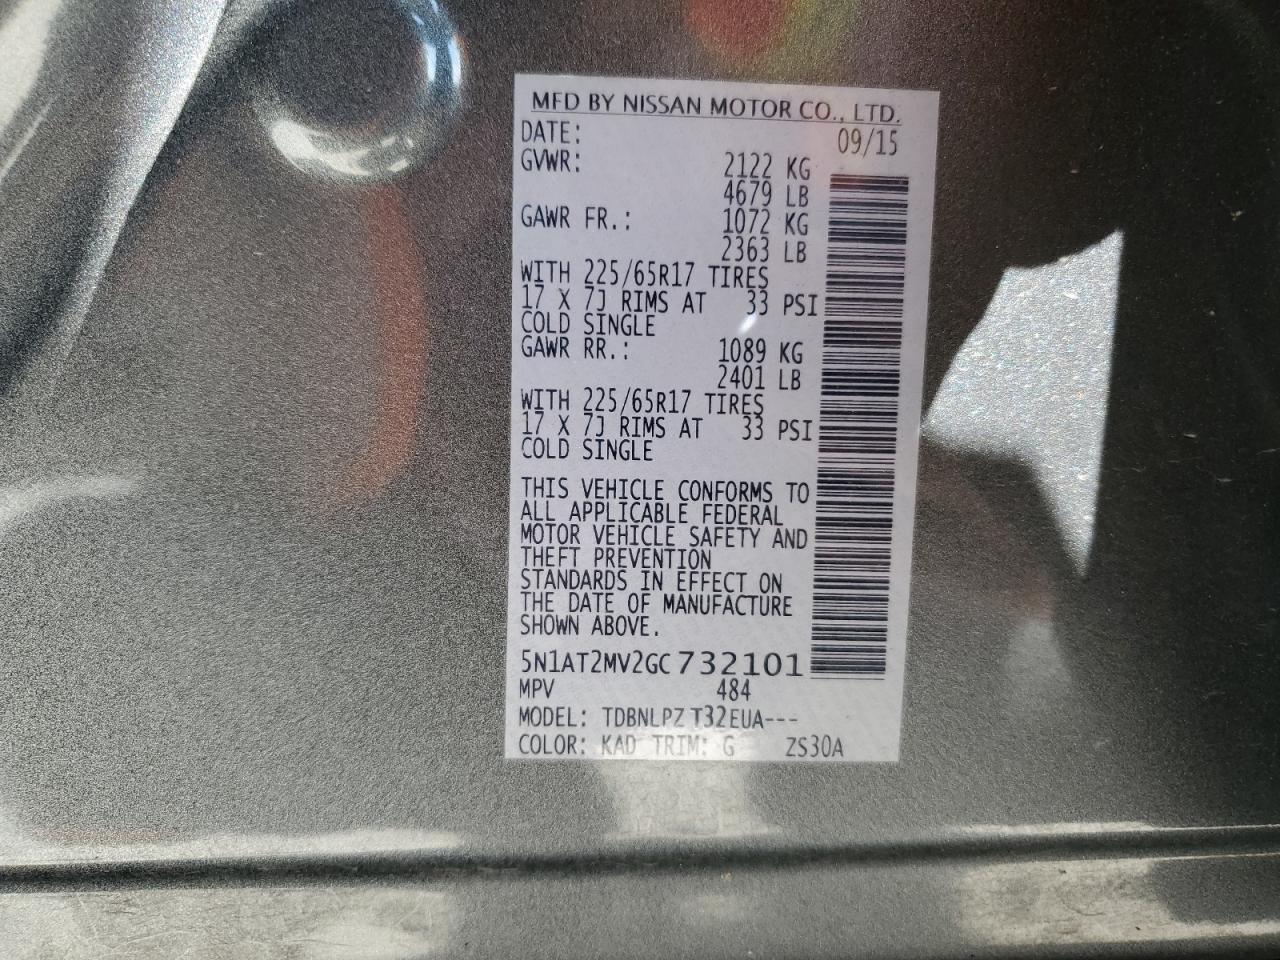 MFD BY NISSAN MOTOR CO., LTD.
DATE: 09/15
GVWR: 2122 KG
4679 LB
GAWR FR.: 1072 KG
2363 LB
WITH 225/65R17 TIRES
17 X 7J RIMS AT 33 PSI
COLD SINGLE
GAWR RR.: 1089 KG
2401 LB
WITH 225/65R17 TIRES
17 X 7J RIMS AT 33 PSI
COLD SINGLE
THIS VEHICLE CONFORMS TO
ALL APPLICABLE FEDERAL
MOTOR VEHICLE SAFETY AND
THEFT PREVENTION
STANDARDS IN EFFECT ON
THE DATE OF MANUFACTURE
SHOWN ABOVE.
5N1AT2MV2GC732101
MPV 484
MODEL: TDBNLPZ T32EUA---
COLOR: KAD TRIM: G ZS30A